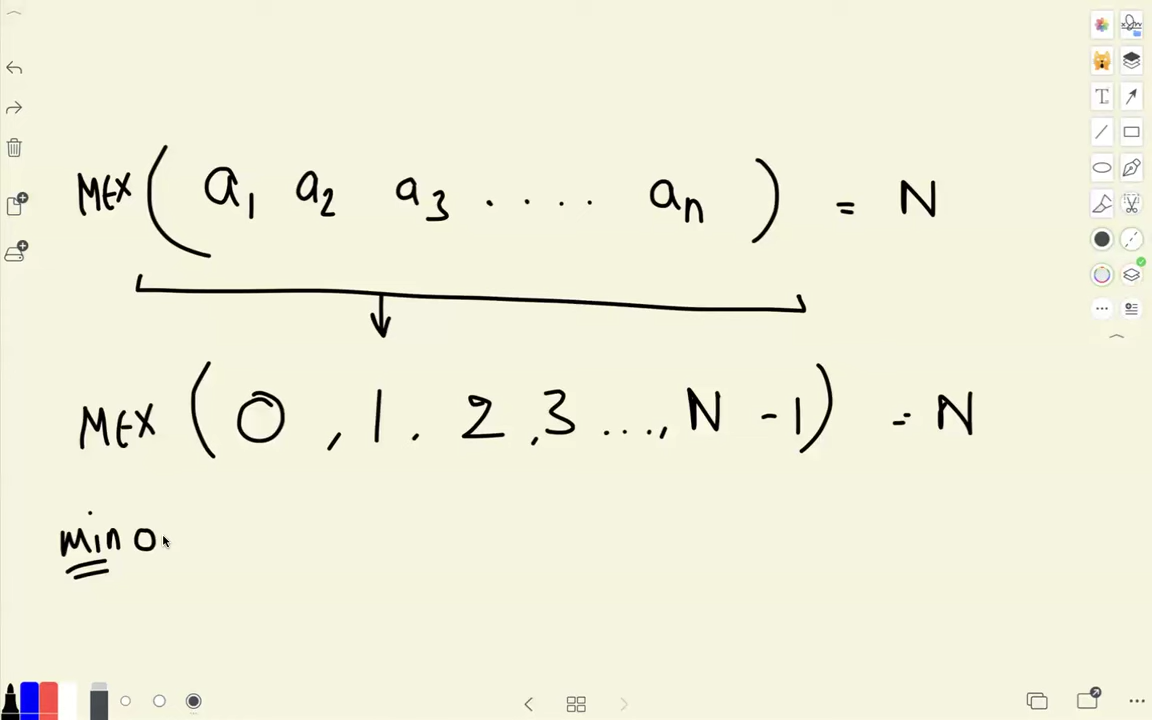 MEX( a₁ a₂ a₃ ..... aₙ ) = N
MEX ( 0 , 1 . 2 , 3 ..., N - 1 ) = N
min o